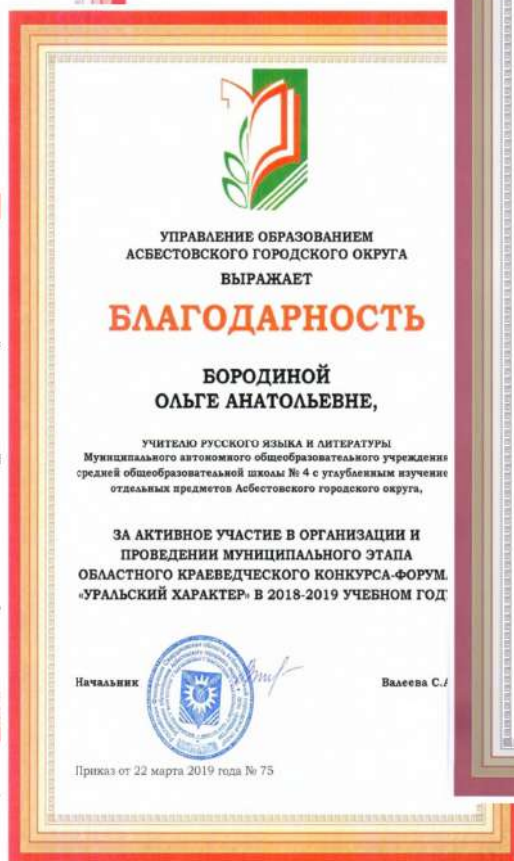 УПРАВЛЕНИЕ ОБРАЗОВАНИЕМ
АСБЕСТОВСКОГО ГОРОДСКОГО ОКРУГА
ВЫРАЖАЕТ
БЛАГОДАРНОСТЬ
БОРОДИНОЙ
ОЛЬГЕ АНАТОЛЬЕВНЕ,
УЧИТЕЛЮ РУССКОГО ЯЗЫКА И ЛИТЕРАТУРЫ
Муниципального автономного общеобразовательного учреждения
средней общеобразовательной школы № 4 с углубленным изучение
отдельных предметов Асбестовского городского округа,
ЗА АКТИВНОЕ УЧАСТИЕ В ОРГАНИЗАЦИИ И
ПРОВЕДЕНИИ МУНИЦИПАЛЬНОГО ЭТАПА
ОБЛАСТНОГО КРАЕВЕДЧЕСКОГО КОНКУРСА-ФОРУМ
«УРАЛЬСКИЙ ХАРАКТЕР» В 2018-2019 УЧЕБНОМ ГОД
Начальник Валеева С.А
Приказ от 22 марта 2019 года № 75